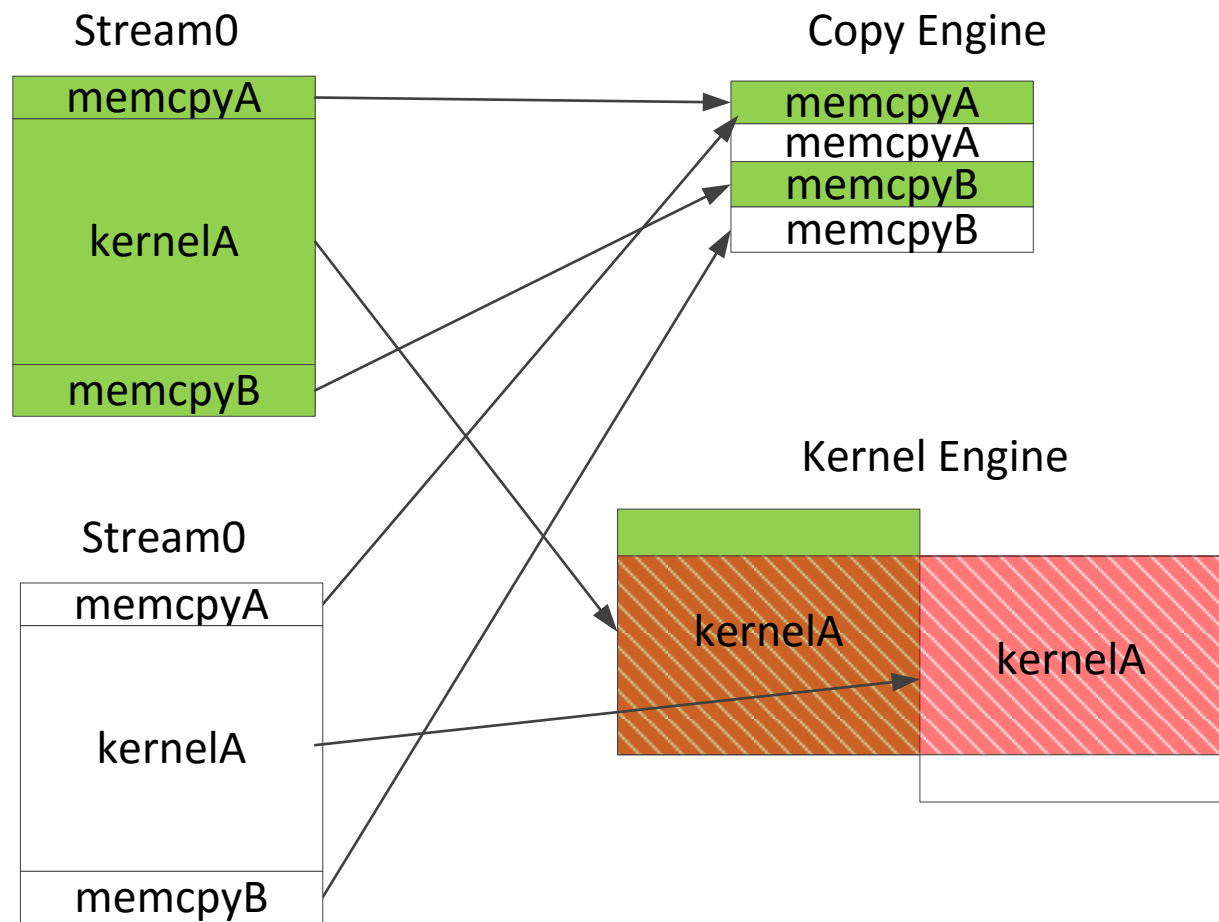 Stream0
memcpyA
kernelA
memcpyB
Stream0
memcpyA
kernelA
memcpyB
Copy Engine
memcpyA
memcpyA
memcpyB
memcpyB
Kernel Engine
kernelA
kernelA